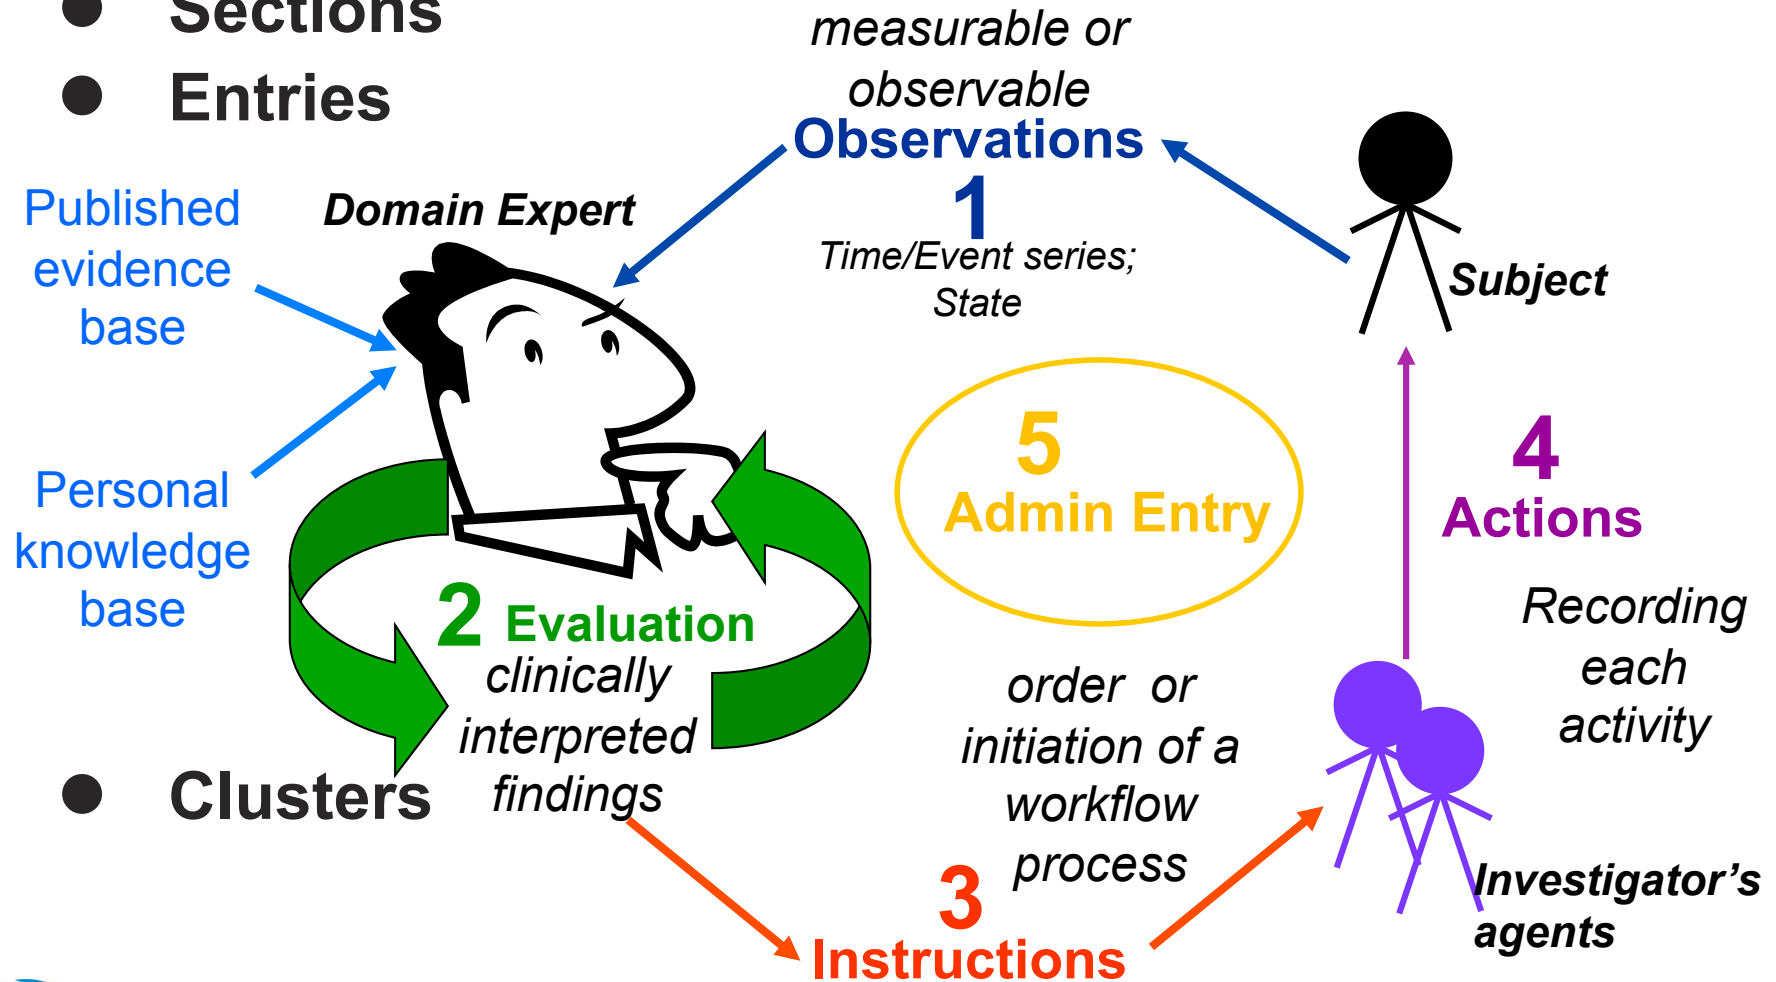 Sections
Entries
measurable or
observable
Observations
1
Time/Event series;
State
Published
evidence
base
Domain Expert
Subject
Personal
knowledge
base
5
Admin Entry
4
Actions
Recording
each
activity
2 Evaluation
clinically
interpreted
findings
Clusters
order or
initiation of a
workflow
process
3
Instructions
Investigator’s
agents